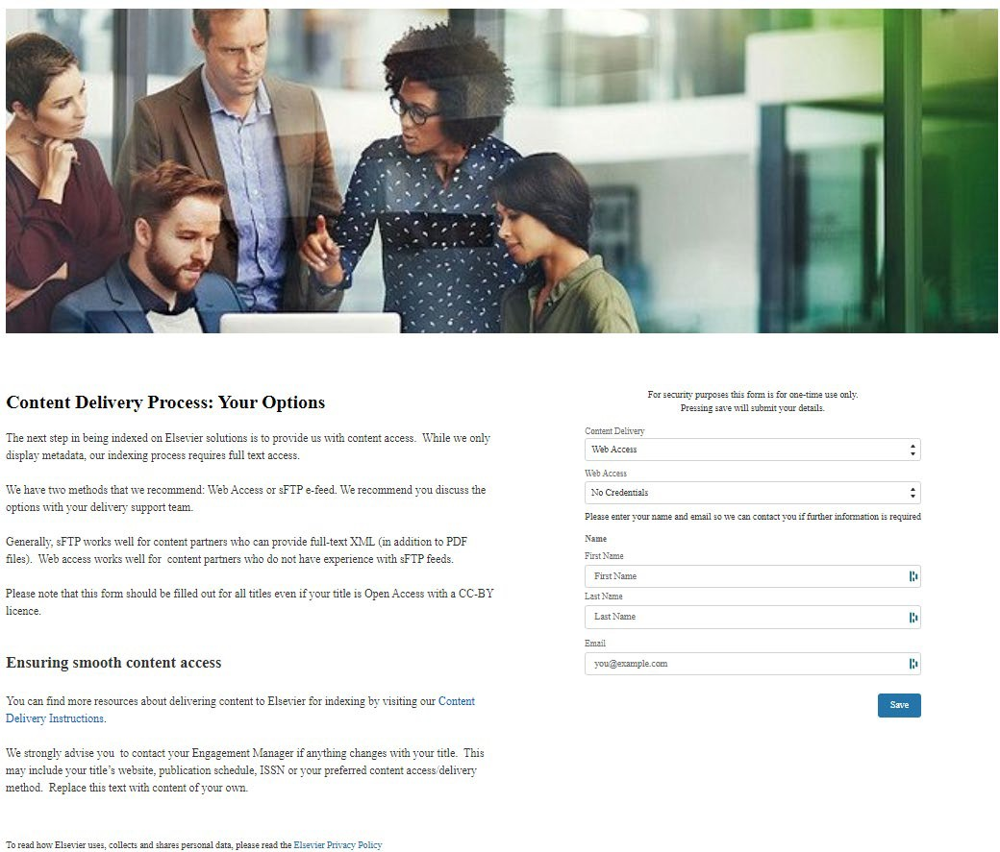 Content Delivery Process: Your Options
The next step in being indexed on Elsevier solutions is to provide us with content access.  While we only
display metadata, our indexing process requires full text access.
We have two methods that we recommend: Web Access or sFTP e-feed. We recommend you discuss the
options with your delivery support team.
Generally, sFTP works well for content partners who can provide full-text XML (in addition to PDF
files).  Web access works well for  content partners who do not have experience with sFTP feeds.
Please note that this form should be filled out for all titles even if your title is Open Access with a CC-BY
licence.
Ensuring smooth content access
You can find more resources about delivering content to Elsevier for indexing by visiting our Content
Delivery Instructions.
We strongly advise you  to contact your Engagement Manager if anything changes with your title.  This
may include your title’s website, publication schedule, ISSN or your preferred content access/delivery
method.  Replace this text with content of your own.
To read how Elsevier uses, collects and shares personal data, please read the Elsevier Privacy Policy
For security purposes this form is for one-time use only.
Pressing save will submit your details.
Content Delivery
Web Access
Web Access
No Credentials
Please enter your name and email so we can contact you if further information is required
Name
First Name
First Name
Last Name
Last Name
Email
you@example.com
Save